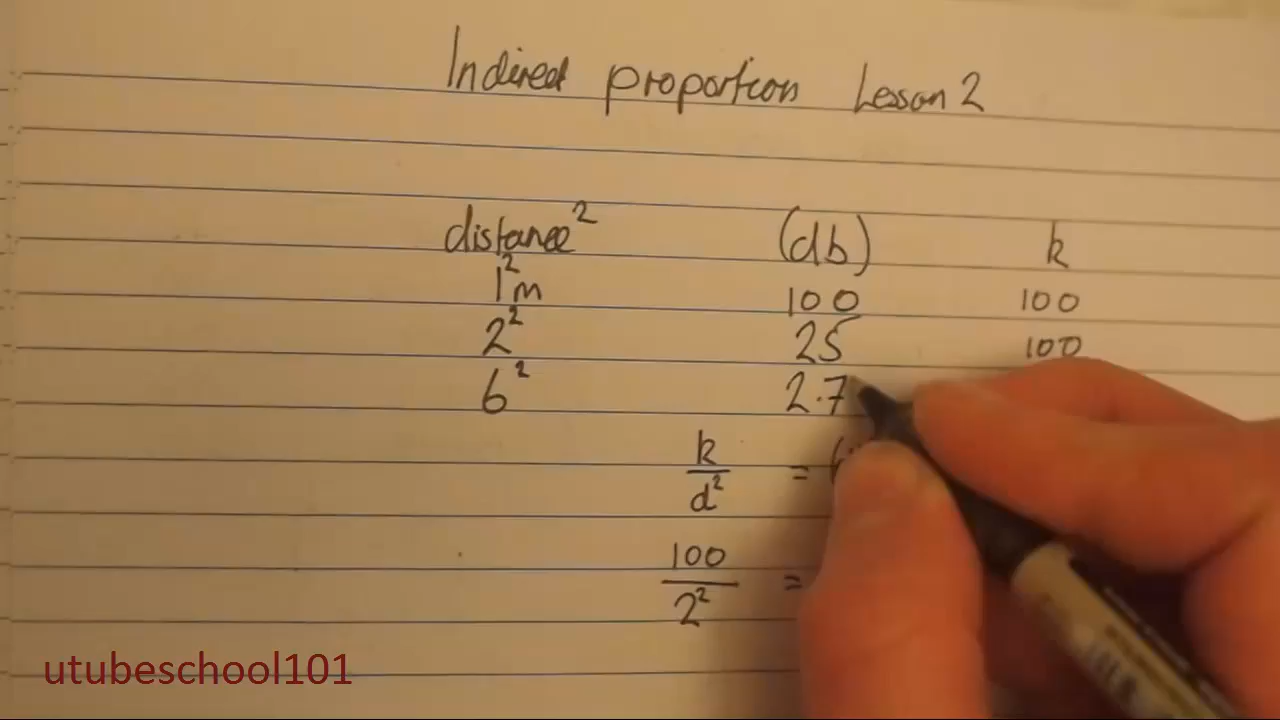 Indirect proportion Lesson 2
distance² (db) k
1²m 100 100
2² 25 100
6² 2.7
k/d² =
100/2² =
utubeschool101